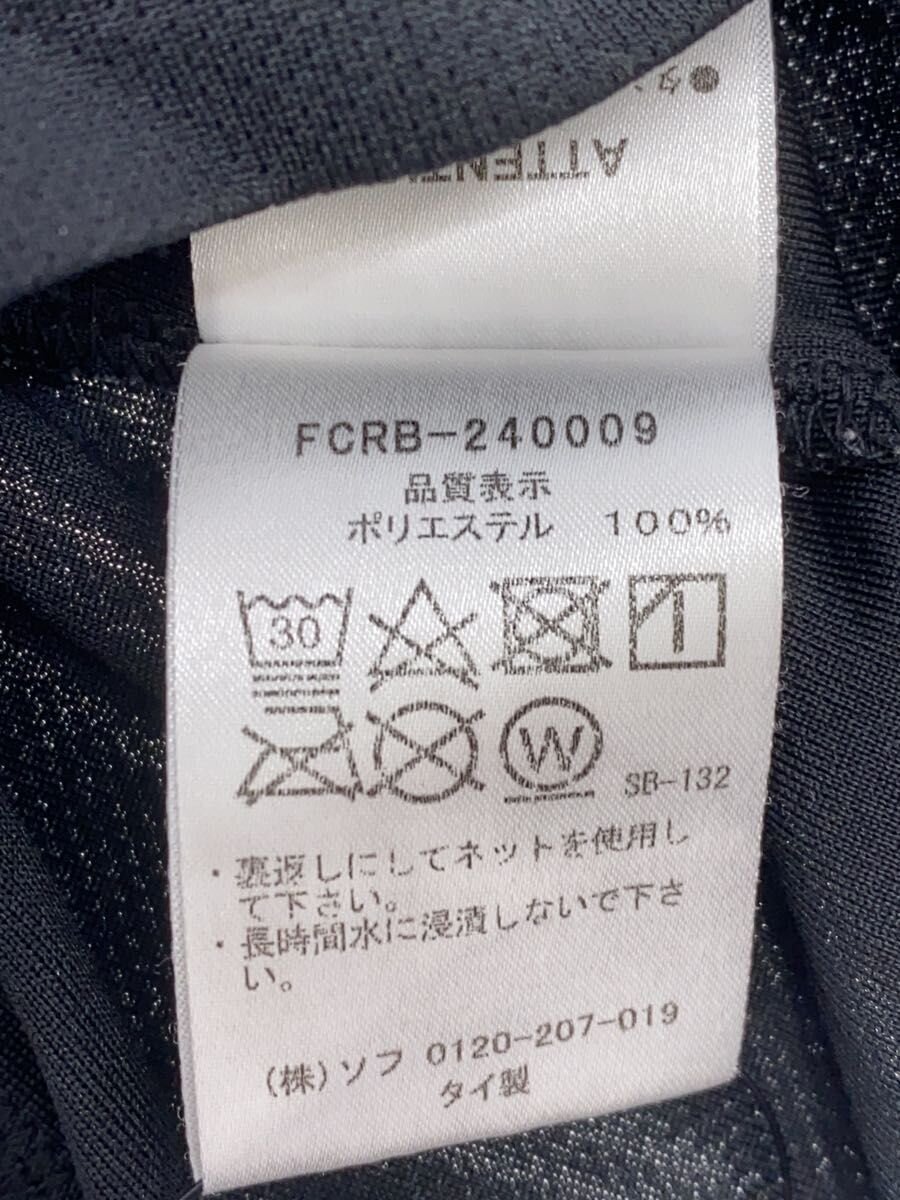 FCRB-240009
品質表示
ポリエステル 100%
30
W
SB-132
・裏返しにしてネットを使用し
て下さい。
・長時間水に浸漬しないで下さ
い。
(株)ソフ 0120-207-019
タイ製